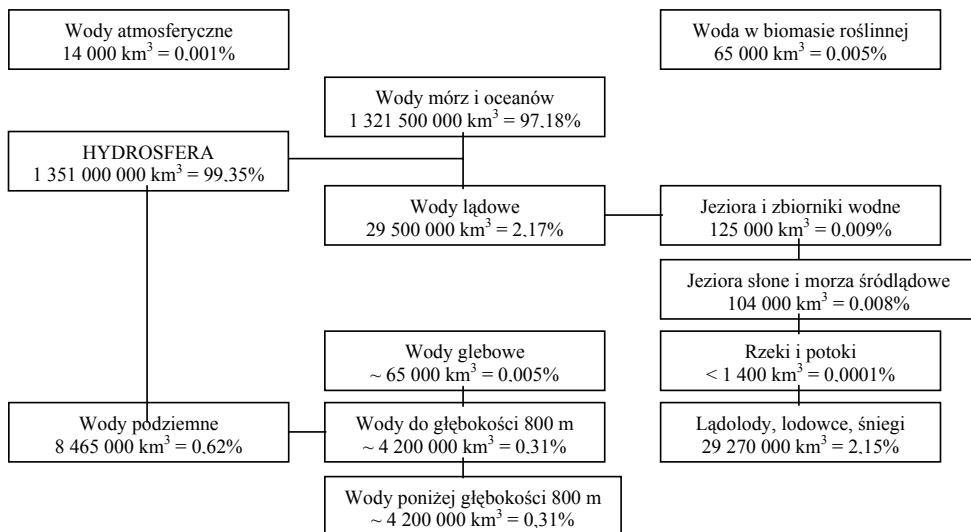 Wody atmosferyczne
14 000 km³ = 0,001%
Woda w biomasie roślinnej
65 000 km³ = 0,005%
Wody mórz i oceanów
1 321 500 000 km³ = 97,18%
HYDROSFERA
1 351 000 000 km³ = 99,35%
Wody lądowe
29 500 000 km³ = 2,17%
Jeziora i zbiorniki wodne
125 000 km³ = 0,009%
Jeziora słone i morza śródlądowe
104 000 km³ = 0,008%
Wody glebowe
~ 65 000 km³ = 0,005%
Rzeki i potoki
< 1 400 km³ = 0,0001%
Wody podziemne
8 465 000 km³ = 0,62%
Wody do głębokości 800 m
~ 4 200 000 km³ = 0,31%
Lądolody, lodowce, śniegi
29 270 000 km³ = 2,15%
Wody poniżej głębokości 800 m
~ 4 200 000 km³ = 0,31%